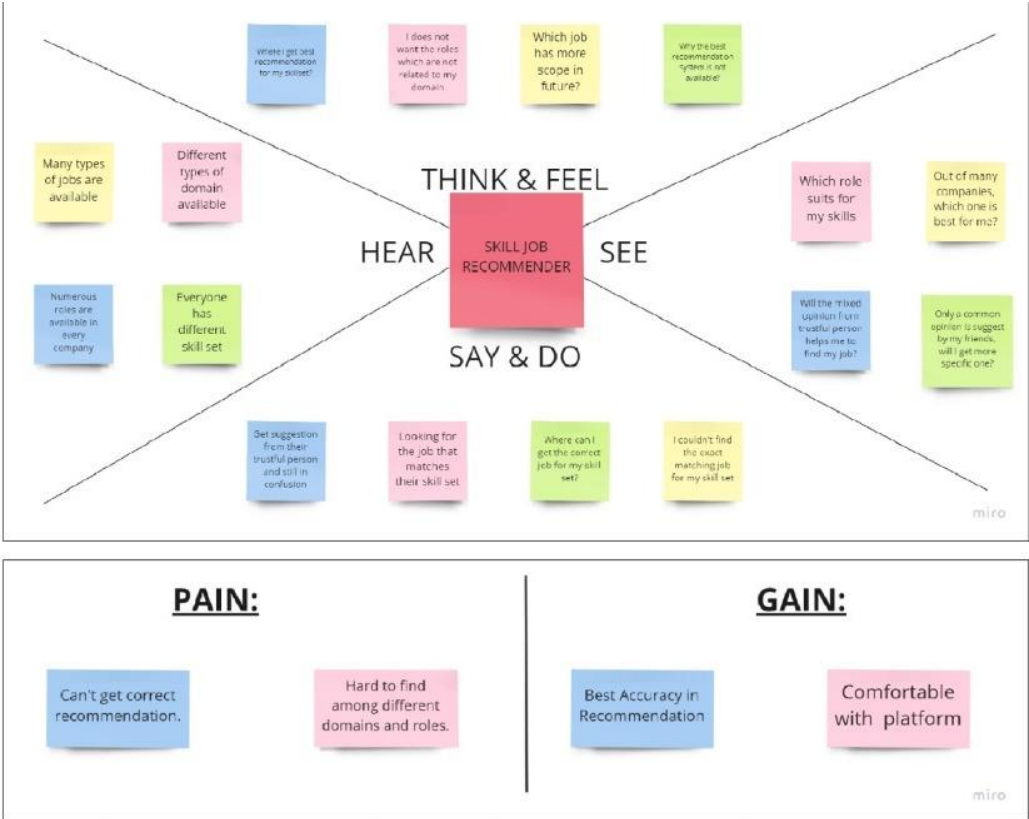 Where I get best
recommendation
for my skillset?
I does not
want the roles
which are not
related to my
domain
Which job
has more
scope in
future?
Why the best
recommendation
system is not
available?
Many types
of jobs are
available
Different
types of
domain
available
THINK & FEEL
Which role
suits for
my skills
Out of many
companies,
which one is
best for me?
HEAR
SKILL JOB
RECOMMENDER
SEE
Numerous
roles are
available in
every
company
Everyone
has
different
skill set
Will the mixed
opinion from
trustful person
helps me to
find my job?
Only a common
opinion is suggest
by my friends,
will I get more
specific one?
SAY & DO
Get suggestion
from their
trustful person
and still in
confusion
Looking for
the job that
matches
their skill set
Where can I
get the correct
job for my skill
set?
I couldn't find
the exact
matching job
for my skill set
miro
PAIN:
GAIN:
Can't get correct
recommendation.
Hard to find
among different
domains and roles.
Best Accuracy in
Recommendation
Comfortable
with platform
miro